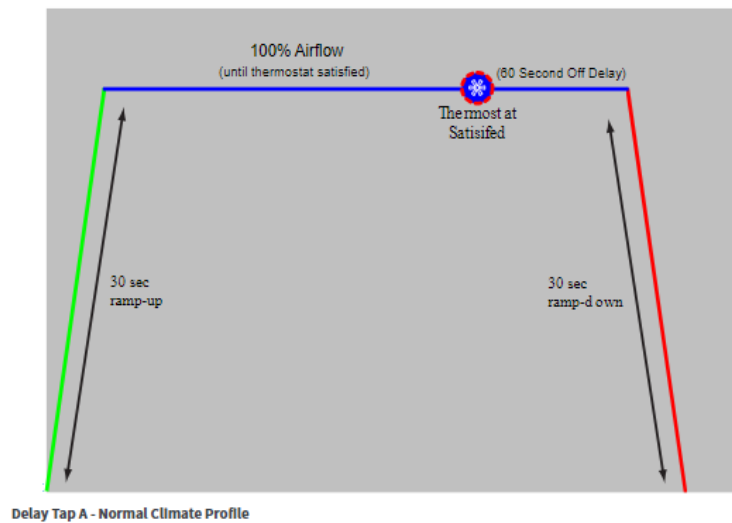 100% Airflow
(until thermostat satisfied)
(60 Second Off Delay)
Thermost at
Satisifed
30 sec
ramp-up
30 sec
ramp-d own
Delay Tap A - Normal Climate Profile